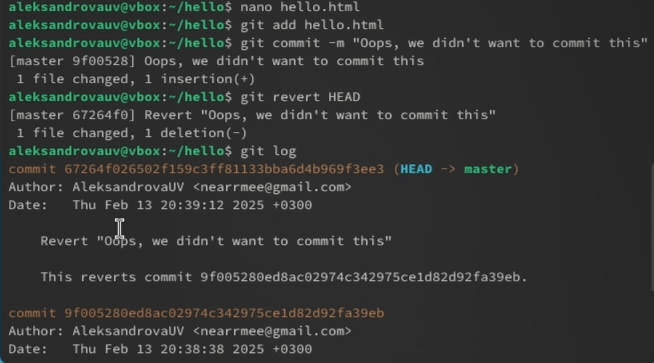 aleksandrovauv@vbox:~/hello$ nano hello.html
aleksandrovauv@vbox:~/hello$ git add hello.html
aleksandrovauv@vbox:~/hello$ git commit -m "Oops, we didn't want to commit this"
[master 9f00528] Oops, we didn't want to commit this
 1 file changed, 1 insertion(+)
aleksandrovauv@vbox:~/hello$ git revert HEAD
[master 67264f0] Revert "Oops, we didn't want to commit this"
 1 file changed, 1 deletion(-)
aleksandrovauv@vbox:~/hello$ git log
commit 67264f026502f159c3ff81133bba6d4b969f3ee3 (HEAD -> master)
Author: AleksandrovaUV <nearrmee@gmail.com>
Date:   Thu Feb 13 20:39:12 2025 +0300
    Revert "Oops, we didn't want to commit this"
    This reverts commit 9f005280ed8ac02974c342975ce1d82d92fa39eb.
commit 9f005280ed8ac02974c342975ce1d82d92fa39eb
Author: AleksandrovaUV <nearrmee@gmail.com>
Date:   Thu Feb 13 20:38:38 2025 +0300